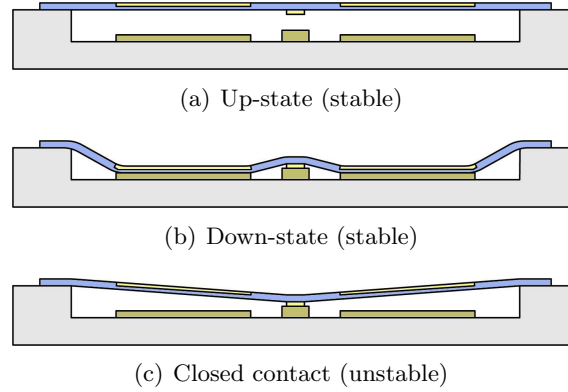 (a) Up-state (stable)
(b) Down-state (stable)
(c) Closed contact (unstable)